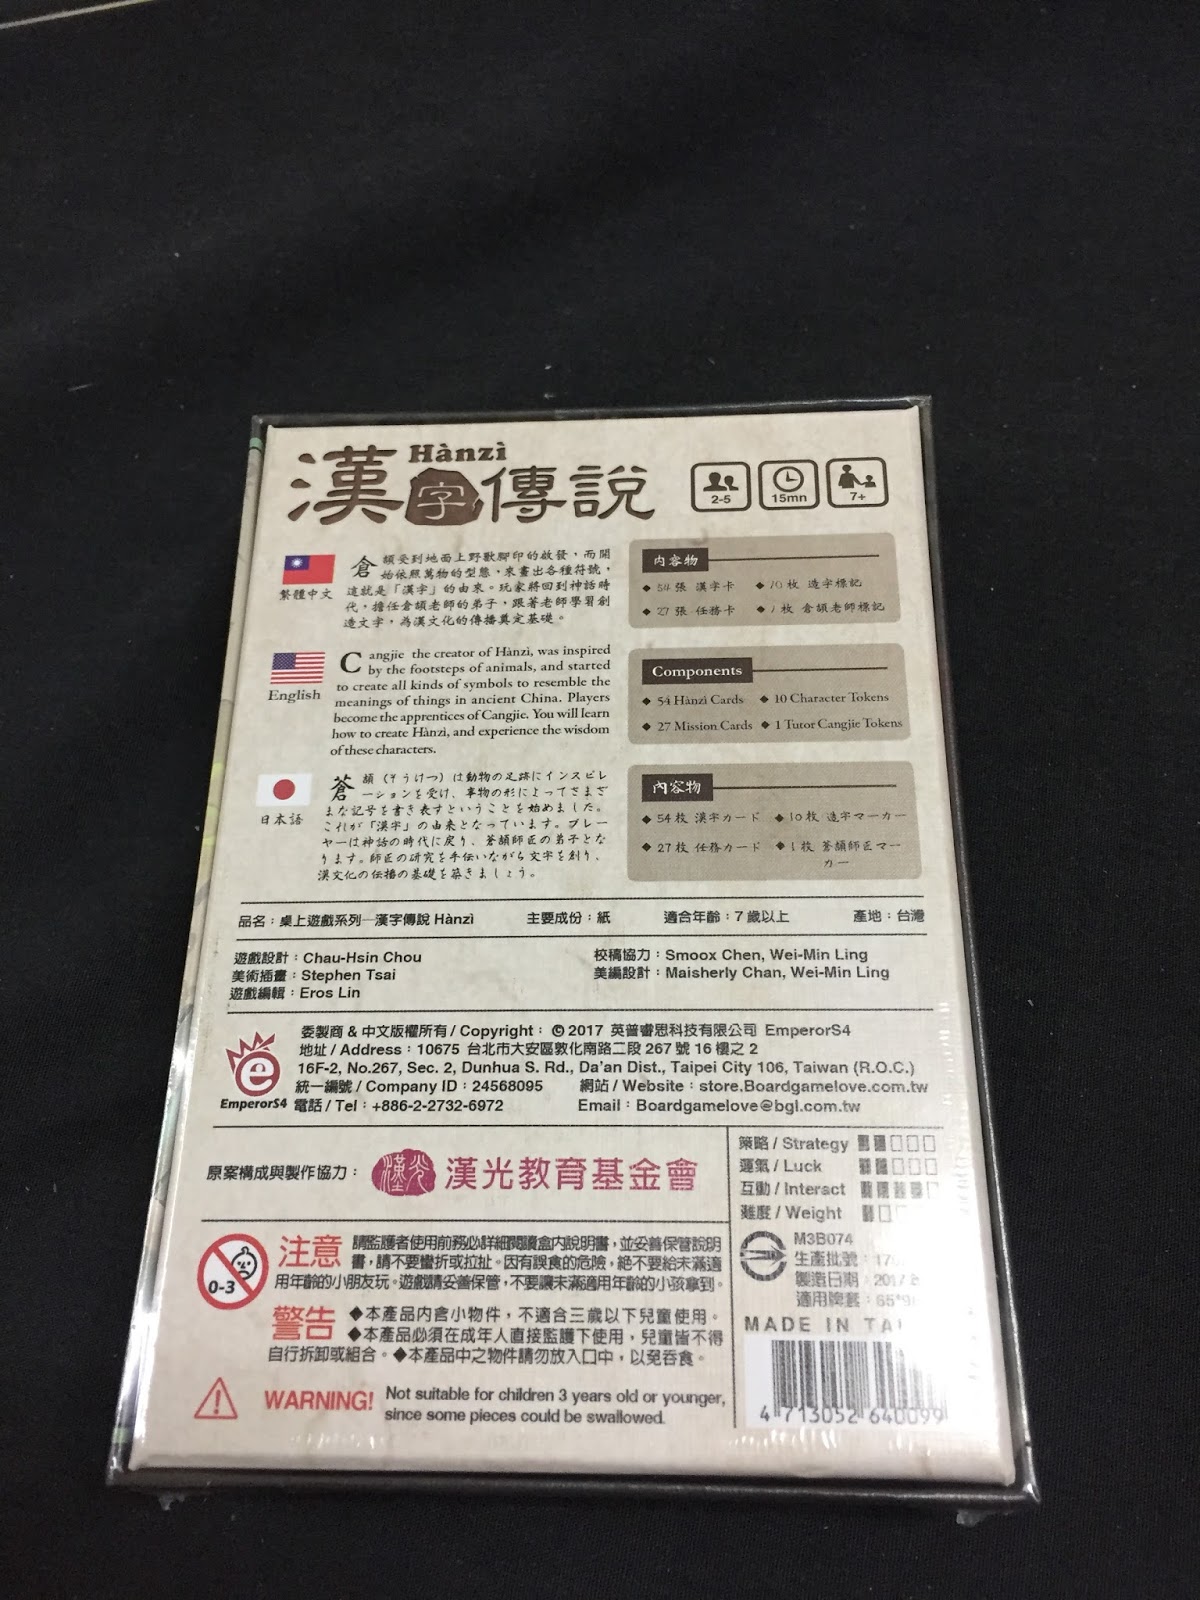 Hànzì
漢字傳說
2-5
15mn
7+
繁體中文
倉頡受到地面上野獸腳印的啟發，而開
始依照萬物的型態，來畫出各種符號，
這就是「漢字」的由來。玩家將回到神話時
代，擔任倉頡老師的弟子，跟著老師學習創
造文字，為漢文化的傳播奠定基礎。
內容物
◆ 54張 漢字卡 ◆ 10枚 造字標記
◆ 27張 任務卡 ◆ 1枚 倉頡老師標記
English
Cangjie the creator of Hànzì, was inspired
by the footsteps of animals, and started
to create all kinds of symbols to resemble the
meanings of things in ancient China. Players
become the apprentices of Cangjie. You will learn
how to create Hànzì, and experience the wisdom
of these characters.
Components
◆ 54 Hànzì Cards ◆ 10 Character Tokens
◆ 27 Mission Cards ◆ 1 Tutor Cangjie Tokens
日本語
蒼頡（そうけつ）は動物の足跡にインスピレ
ーションを受け、事物の形によってさまざ
まな記号を書き表すということを始めました。
これが「漢字」の由来となっています。プレー
ヤーは神話の時代に戻り、蒼頡師匠の弟子とな
ります。師匠の研究を手伝いながら文字を創り、
漢文化の伝播の基礎を築きましょう。
內容物
◆ 54枚 漢字カード ◆ 10枚 造字マーカー
◆ 27枚 任務カード ◆ 1枚 蒼頡師匠マー
カー
品名：桌上遊戲系列—漢字傳說 Hànzì 主要成份：紙 適合年齡：7 歲以上 產地：台灣
遊戲設計：Chau-Hsin Chou
美術插畫：Stephen Tsai
遊戲編輯：Eros Lin
校稿協力：Smoox Chen, Wei-Min Ling
美編設計：Maisherly Chan, Wei-Min Ling
e
EmperorS4
委製商 & 中文版權所有 / Copyright：© 2017 英普睿思科技有限公司 EmperorS4
地址 / Address：10675 台北市大安區敦化南路二段 267 號 16 樓之 2
16F-2, No.267, Sec. 2, Dunhua S. Rd., Da'an Dist., Taipei City 106, Taiwan (R.O.C.)
統一編號 / Company ID：24568095 網站 / Website：store.Boardgamelove.com.tw
電話 / Tel：+886-2-2732-6972 Email：Boardgamelove@bgl.com.tw
原案構成與製作協力：漢光 漢光教育基金會
策略 / Strategy
運氣 / Luck
互動 / Interact
難度 / Weight
0-3
注意 請監護者使用前務必詳細閱讀盒內說明書，並妥善保管說明
書，請不要彎折或拉扯。因有誤食的危險，絕不要給未滿適
用年齡的小朋友玩。遊戲請妥善保管，不要讓未滿適用年齡的小孩拿到。
警告 ◆本產品內含小物件，不適合三歲以下兒童使用。
◆本產品必須在成年人直接監護下使用，兒童皆不得
自行拆卸或組合。◆本產品中之物件請勿放入口中，以免吞食。
WARNING! Not suitable for children 3 years old or younger,
since some pieces could be swallowed.
M3B074
生產批號：
製造日期：2017
適用牌套：65*9
MADE IN TAI
4 713052 640099